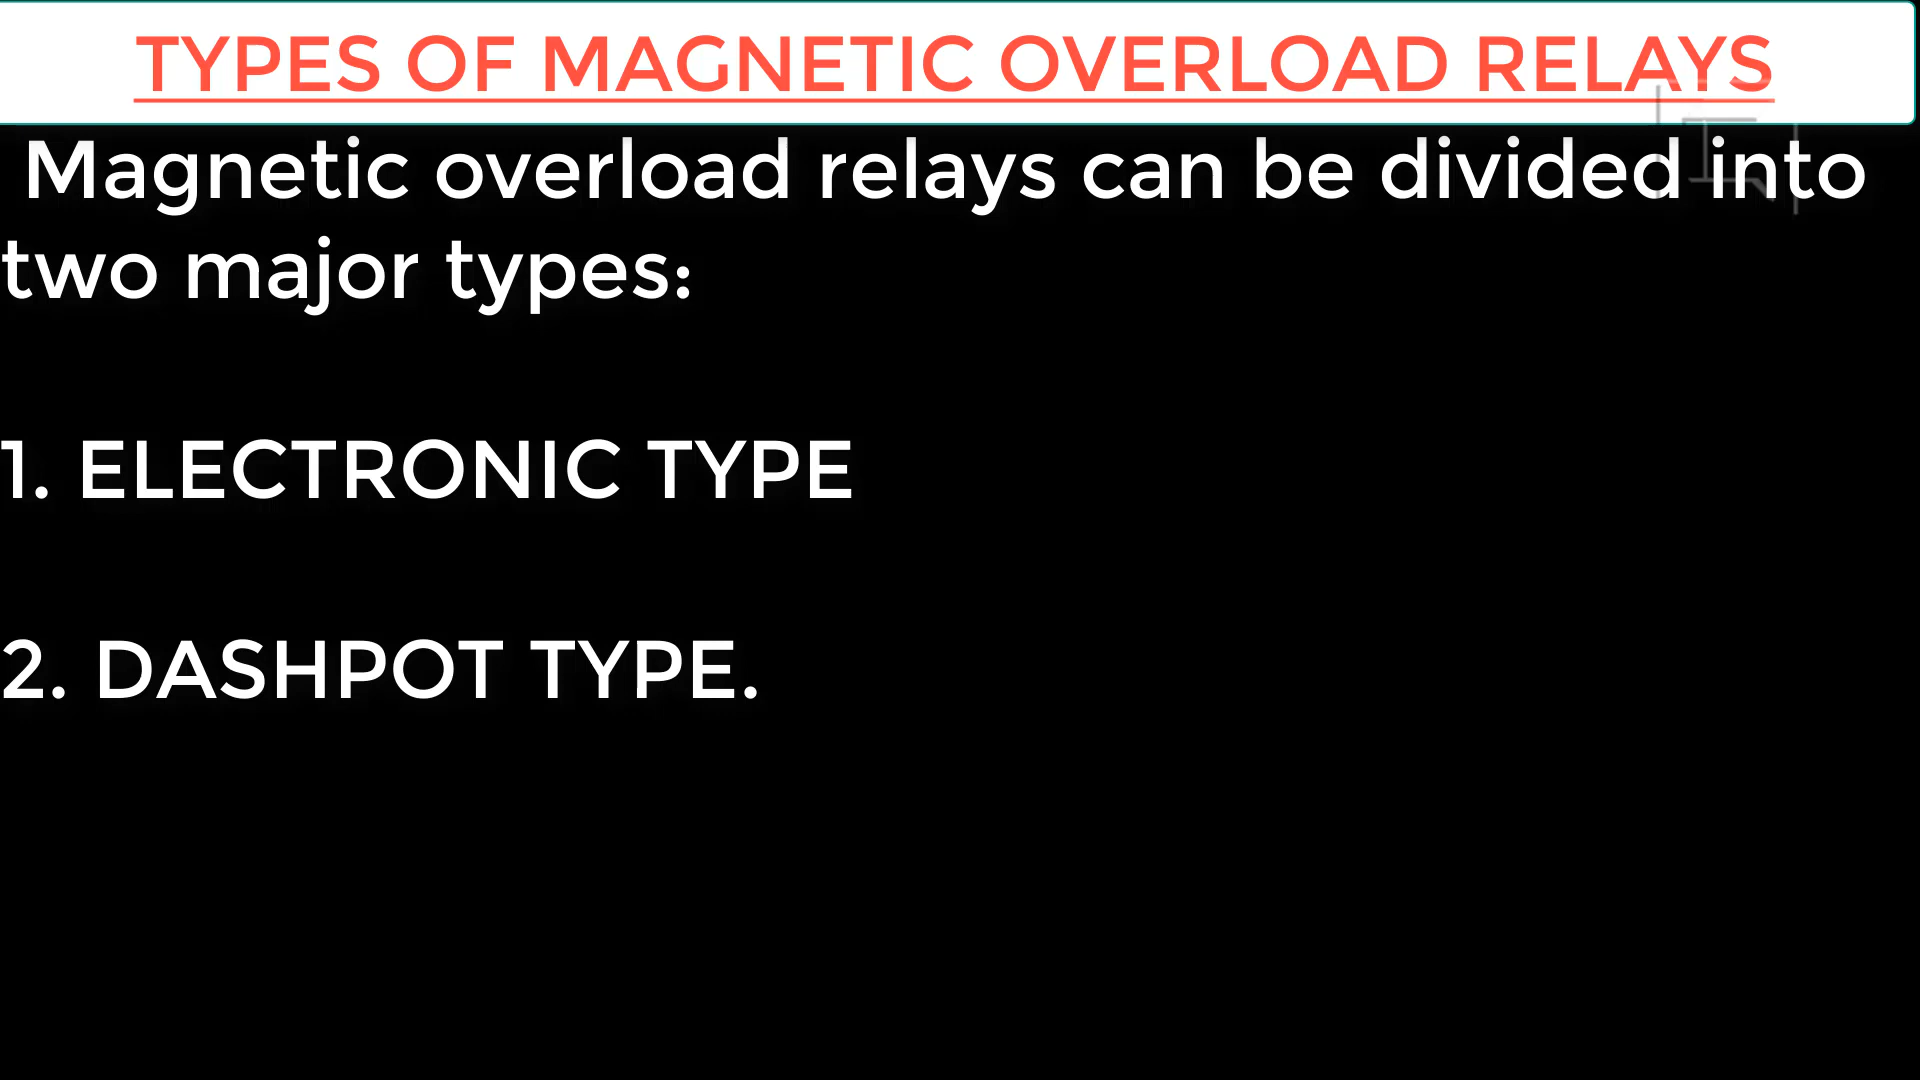 TYPES OF MAGNETIC OVERLOAD RELAYS
Magnetic overload relays can be divided into
two major types:
1. ELECTRONIC TYPE
2. DASHPOT TYPE.